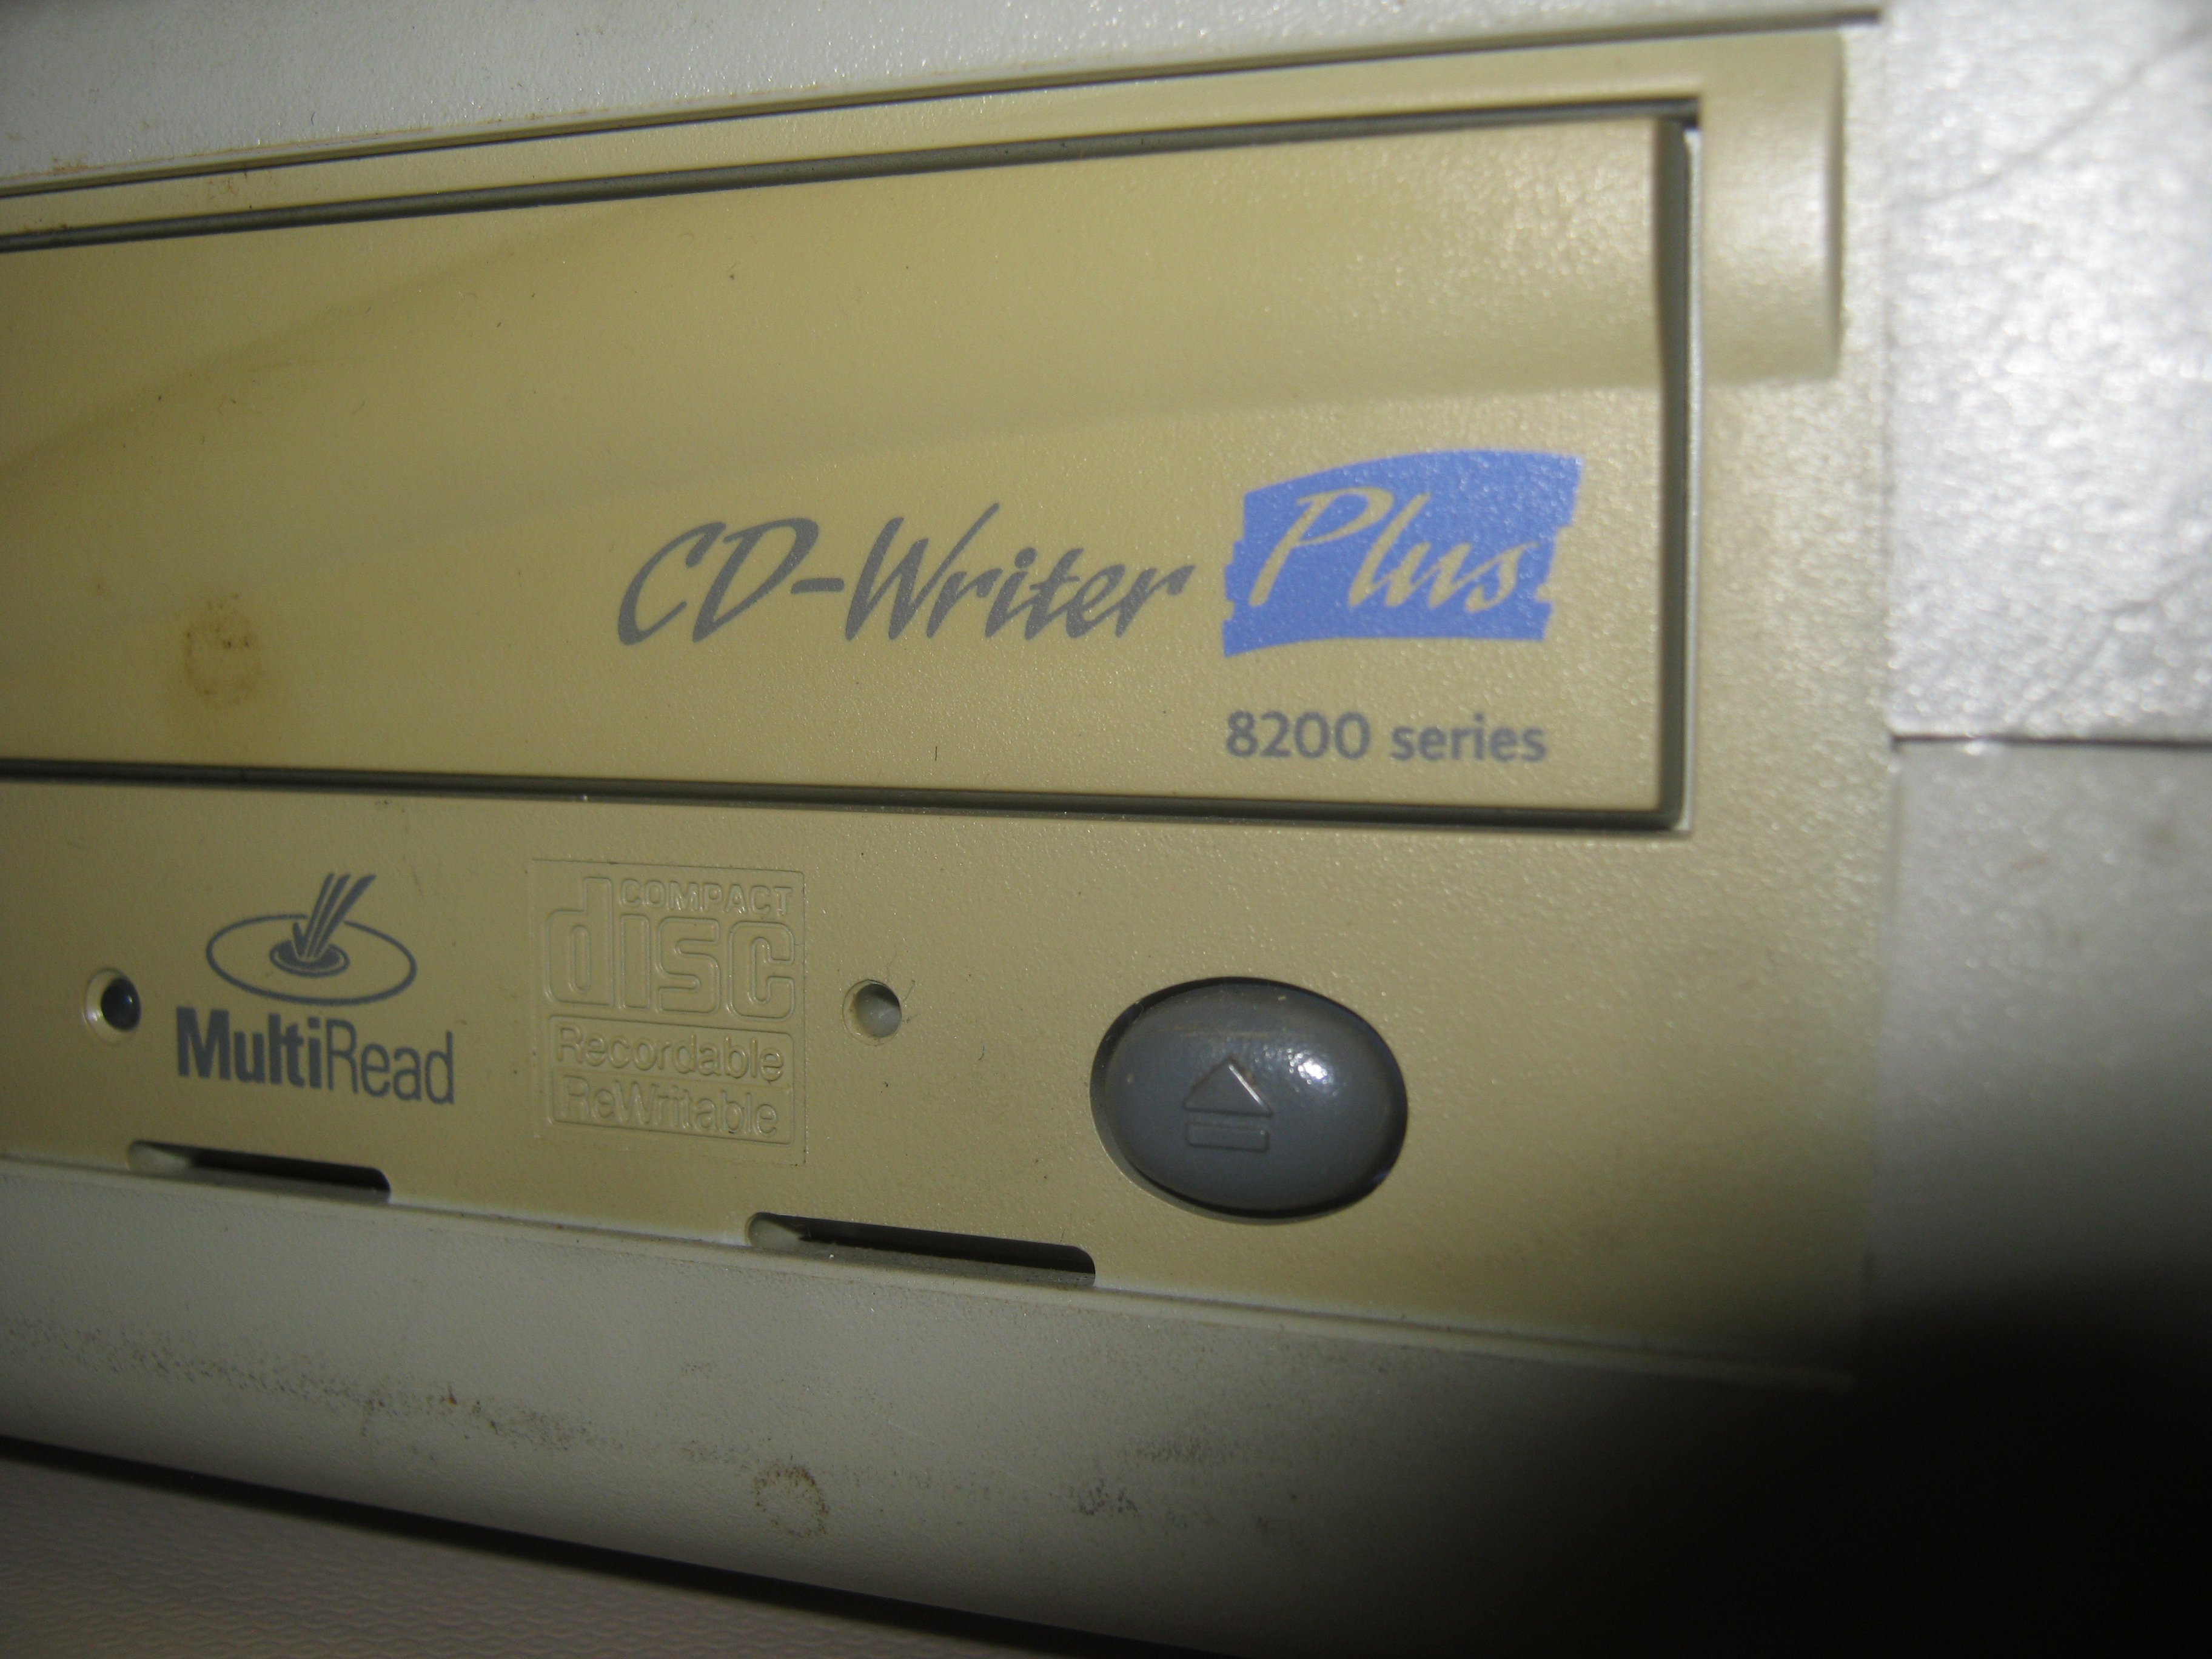 CD-Writer Plus
8200 series
MultiRead
COMPACT
disc
Recordable
ReWritable